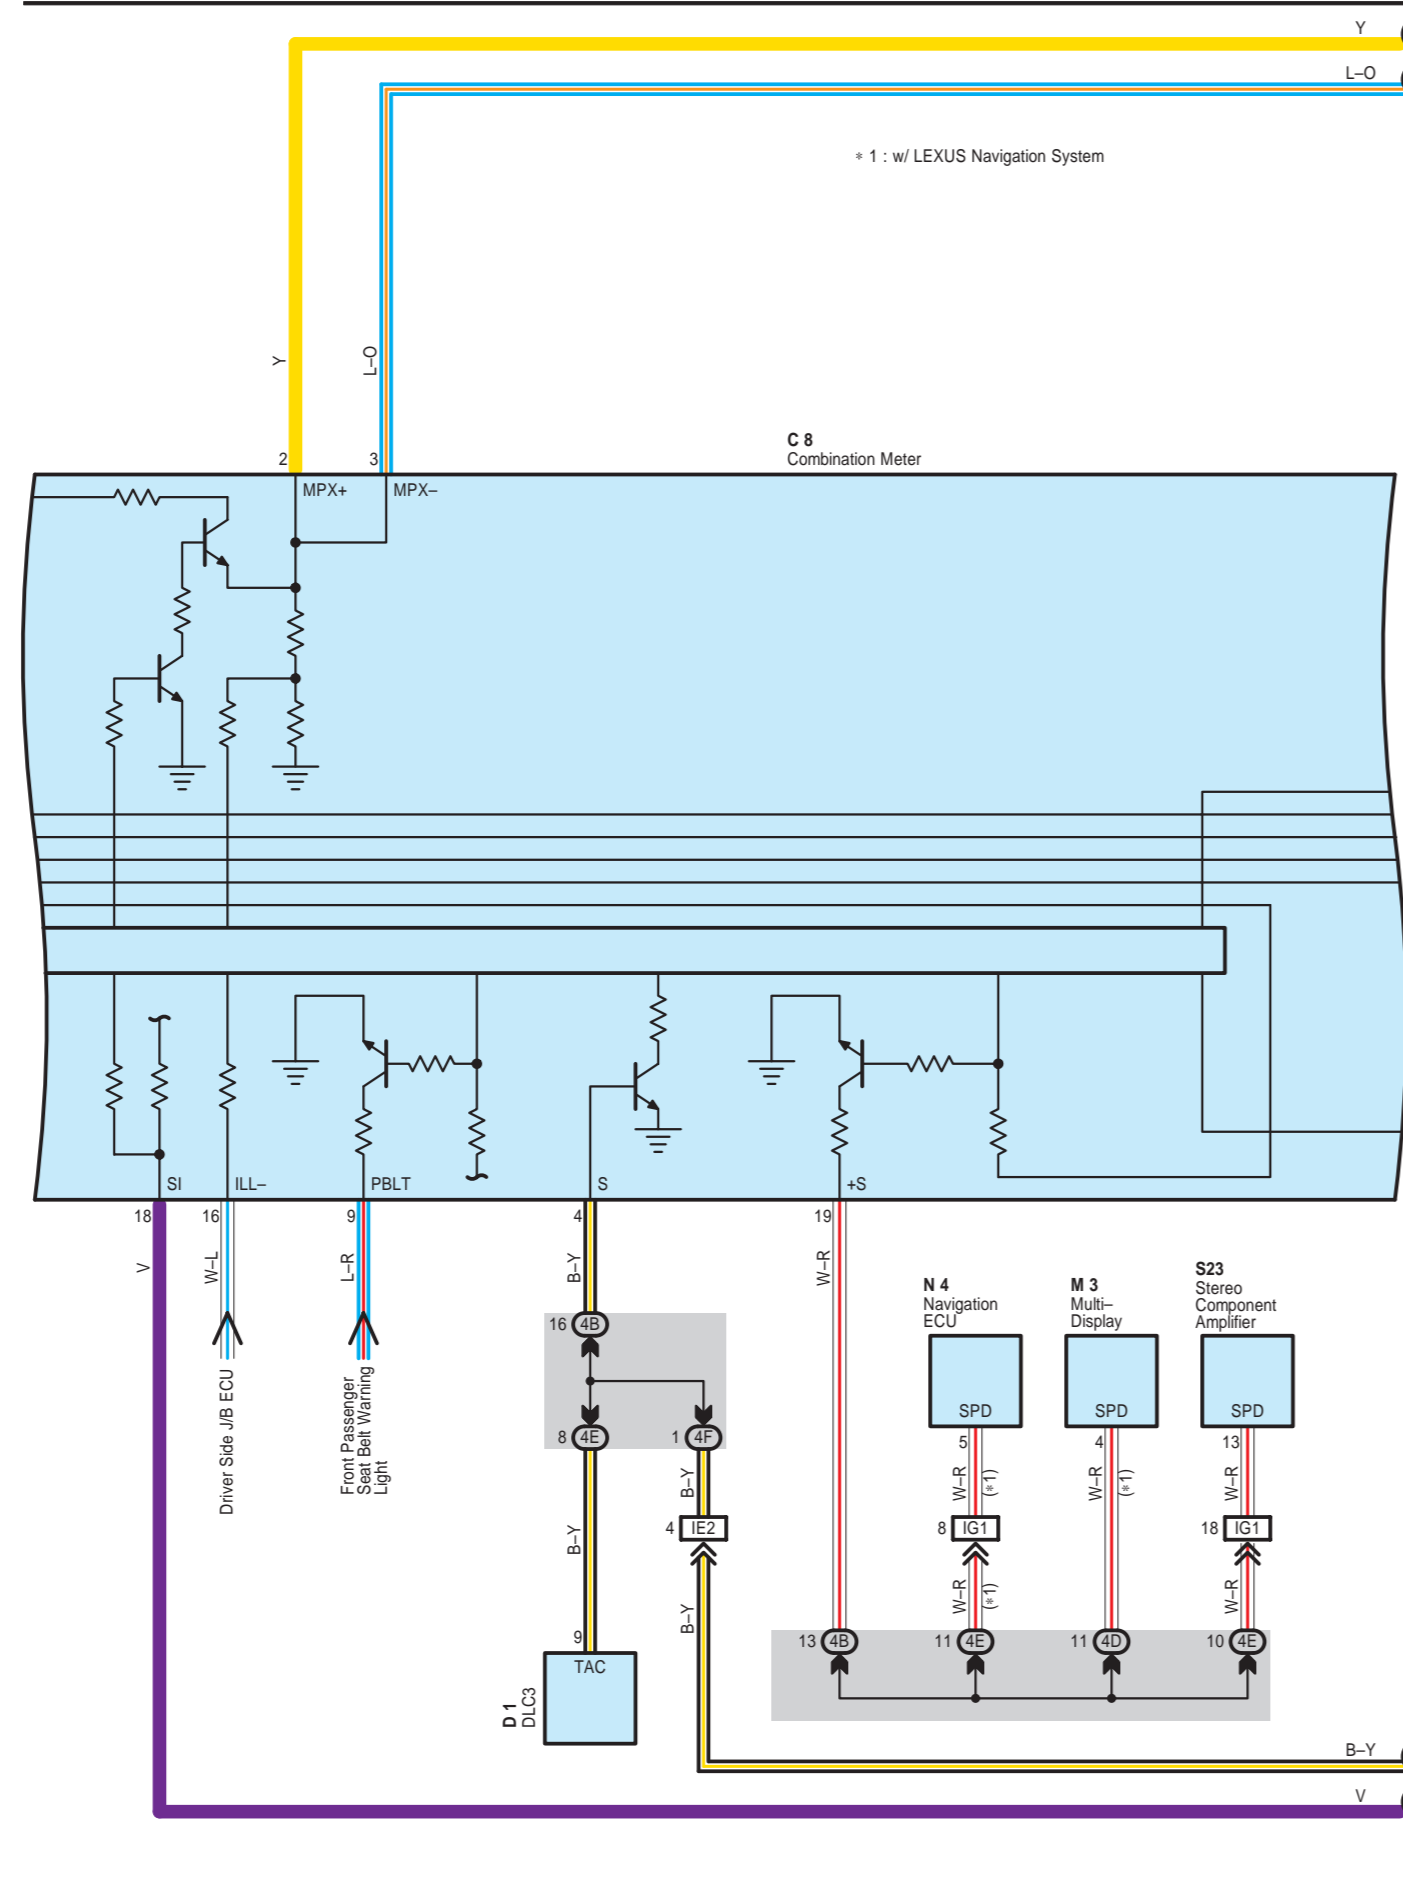 Y
L–O
∗ 1 : w/ LEXUS Navigation System
Y
L–O
C 8
Combination Meter
2
3
MPX+
MPX–
SI
ILL–
PBLT
S
+S
18
16
9
4
19
V
W–L
L–R
B–Y
W–R
Driver Side J/B ECU
Front Passenger
Seat Belt Warning
Light
16 4B
8 4E
1 4F
B–Y
B–Y
4 IE2
B–Y
9
TAC
D 1
DLC3
N 4
Navigation
ECU
M 3
Multi–
Display
S23
Stereo
Component
Amplifier
SPD
SPD
SPD
5
4
13
W–R
(∗1)
W–R
(∗1)
W–R
8 IG1
18 IG1
W–R
(∗1)
W–R
13 4B
11 4E
11 4D
10 4E
B–Y
V